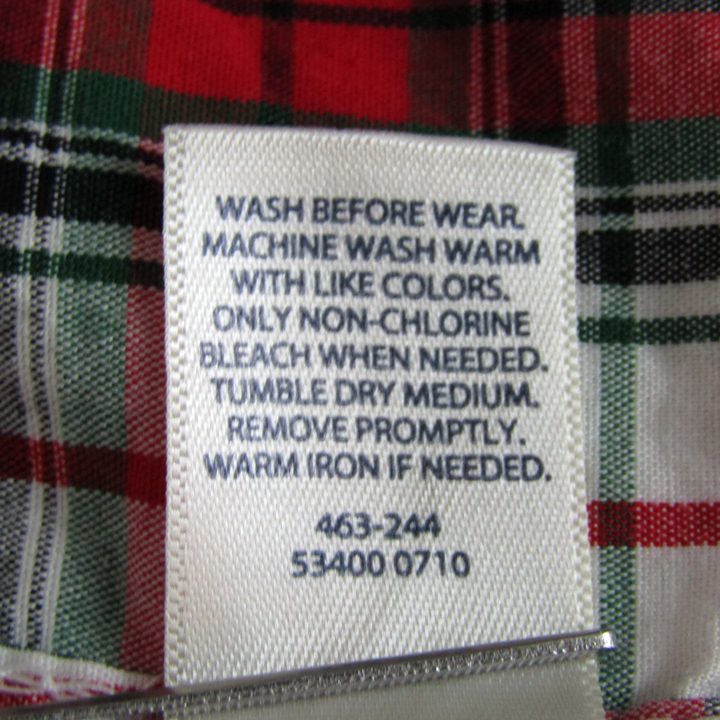 WASH BEFORE WEAR.
MACHINE WASH WARM
WITH LIKE COLORS.
ONLY NON-CHLORINE
BLEACH WHEN NEEDED.
TUMBLE DRY MEDIUM.
REMOVE PROMPTLY.
WARM IRON IF NEEDED.
463-244
53400 0710